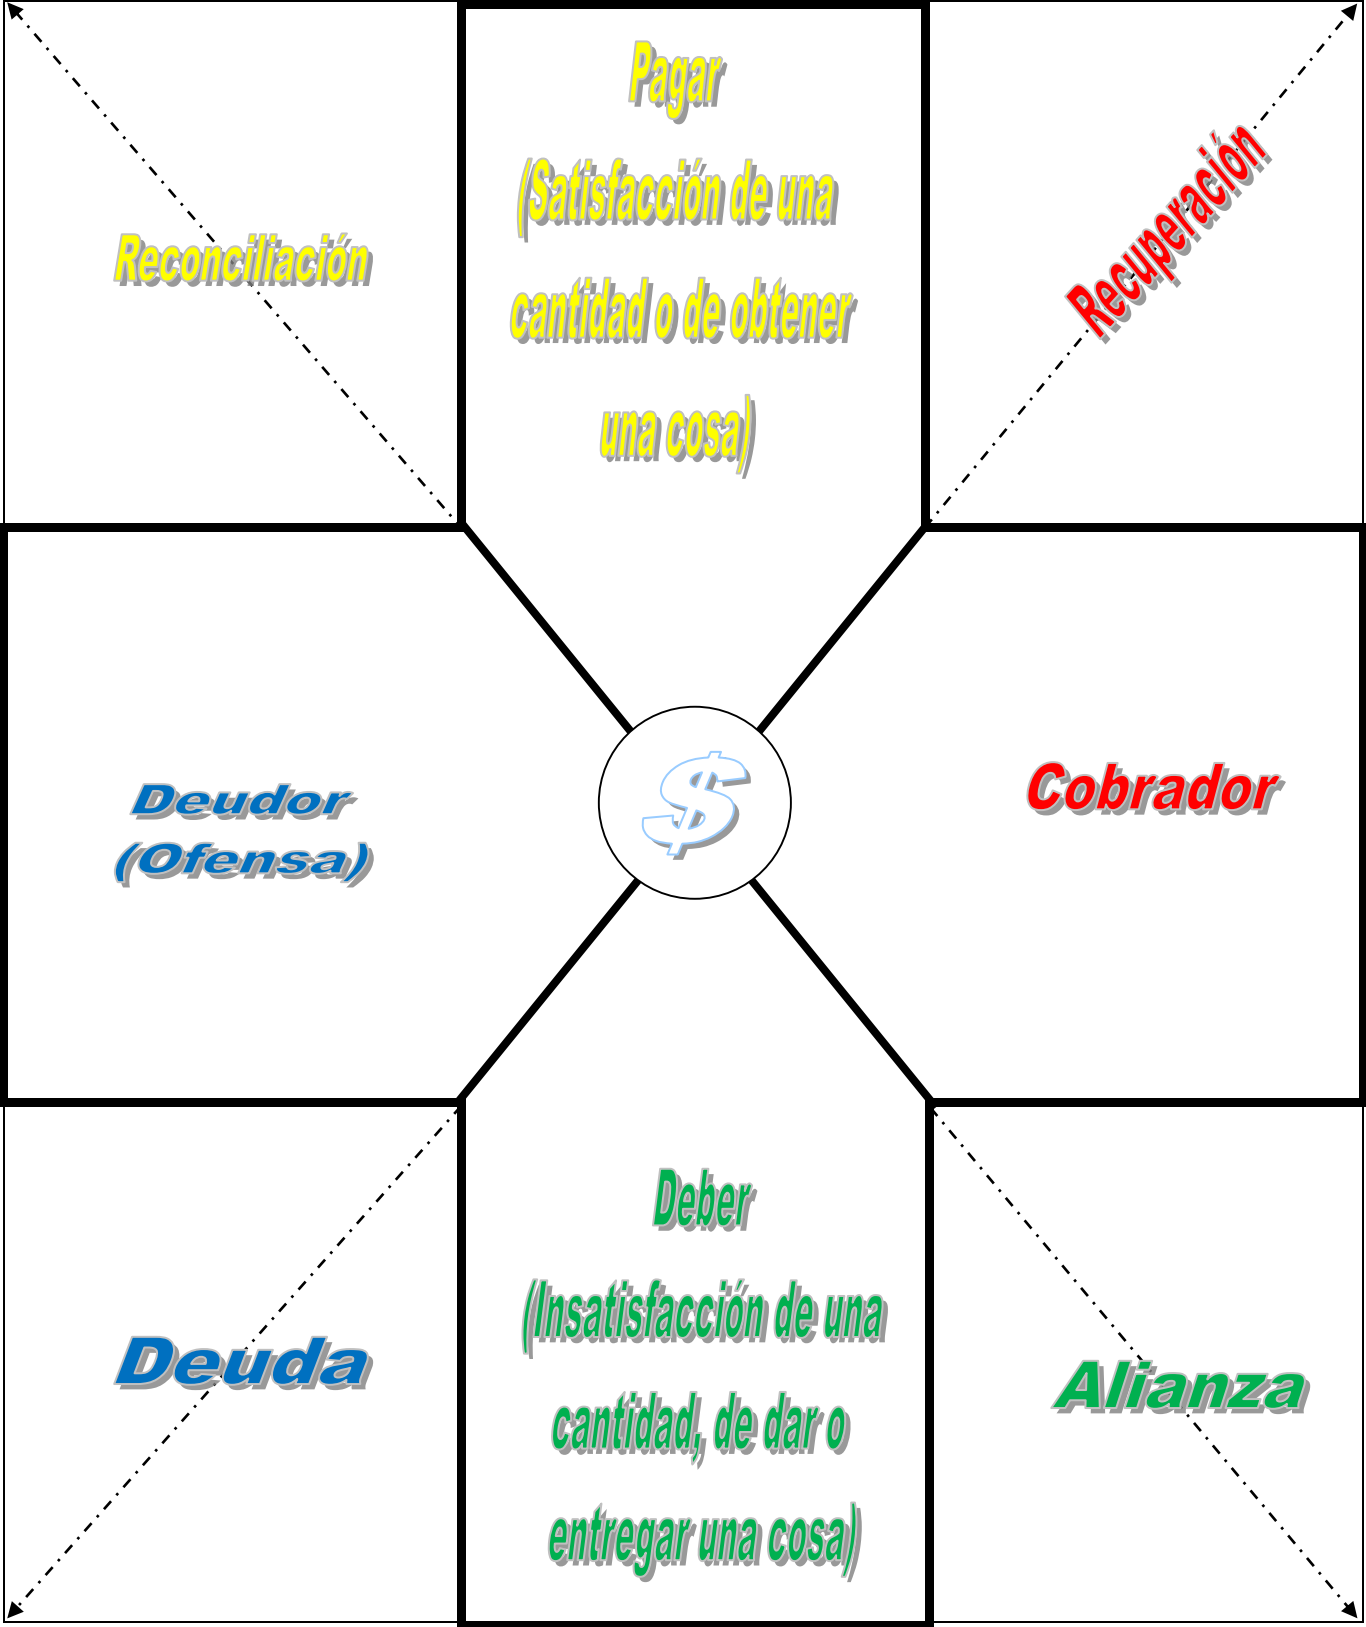 Pagar
(Satisfacción de una
cantidad o de obtener
una cosa)
Reconciliación
Recuperación
Deudor
(Ofensa)
$
Cobrador
Deber
(Insatisfacción de una
cantidad, de dar o
entregar una cosa)
Deuda
Alianza